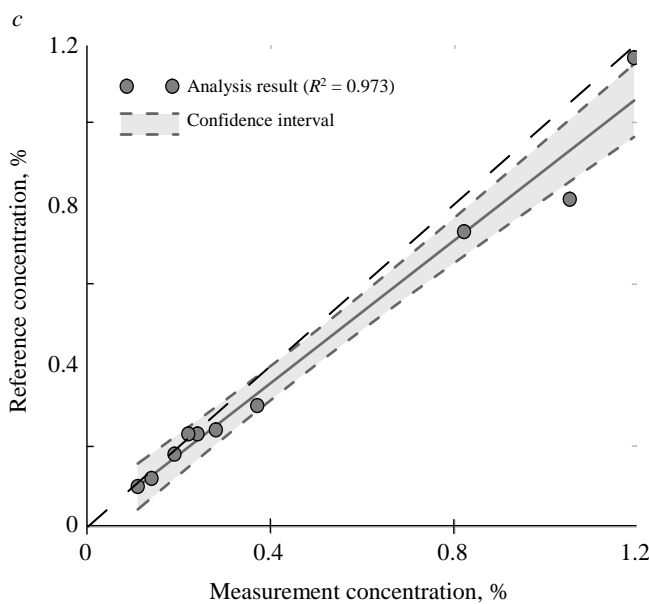 c
1.2
Analysis result (R² = 0.973)
Confidence interval
Reference concentration, %
0.8
0.4
0
0 0.4 0.8 1.2
Measurement concentration, %